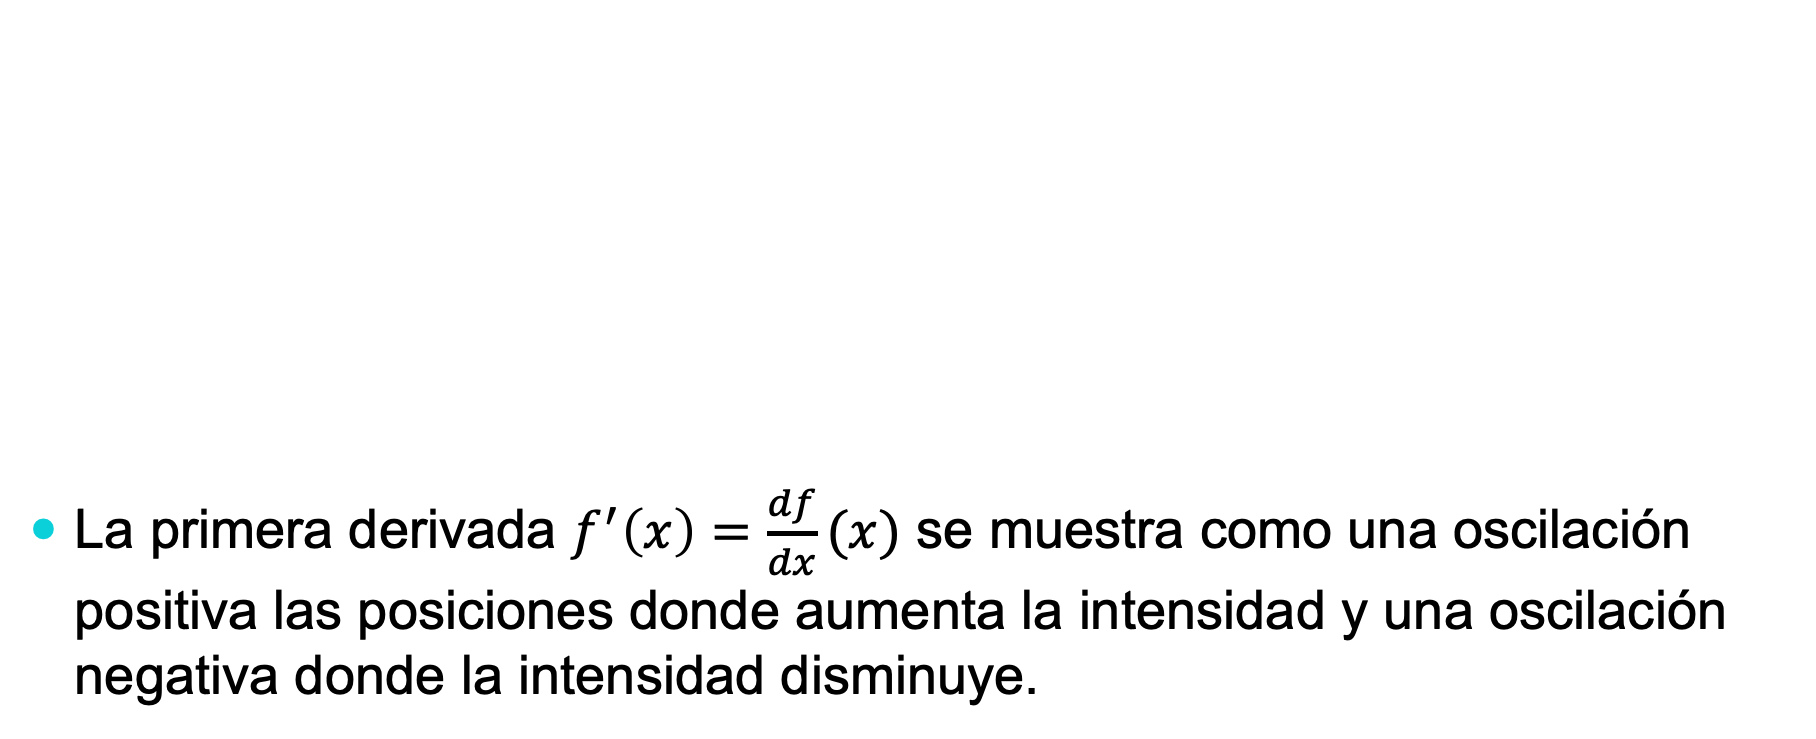 • La primera derivada f'(x) = df/dx (x) se muestra como una oscilación
positiva las posiciones donde aumenta la intensidad y una oscilación
negativa donde la intensidad disminuye.